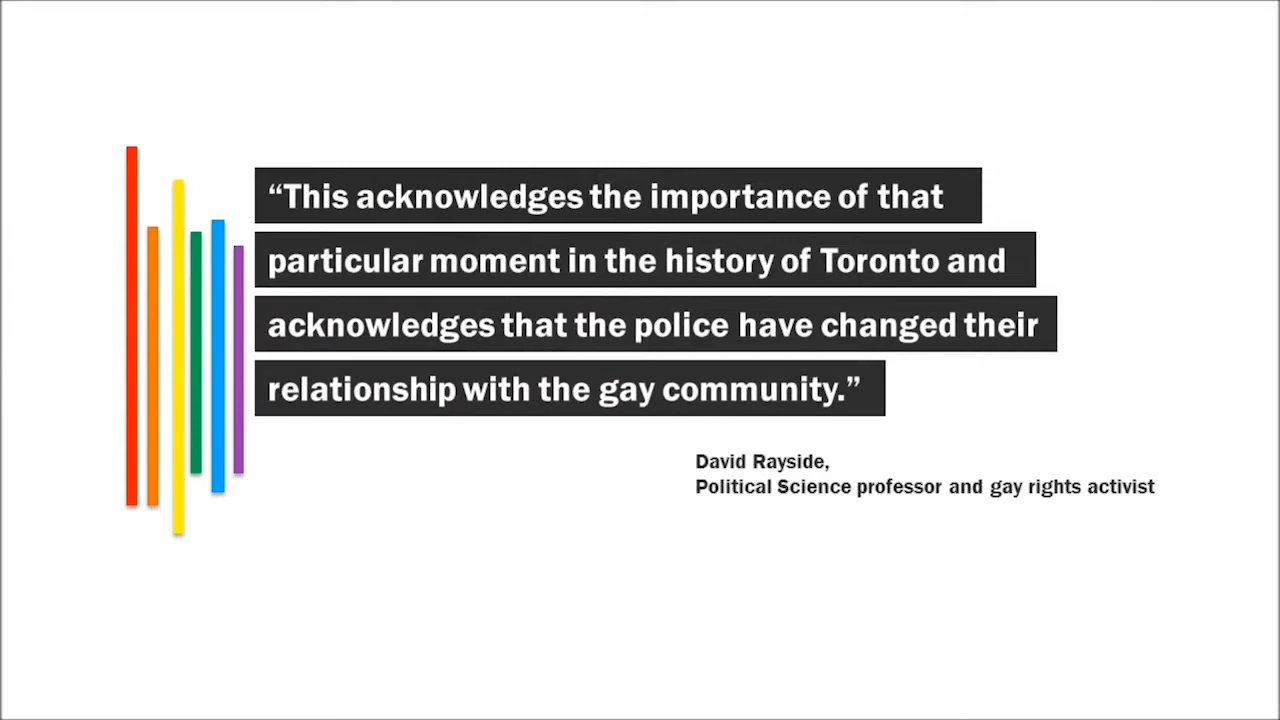 “This acknowledges the importance of that
particular moment in the history of Toronto and
acknowledges that the police have changed their
relationship with the gay community.”
David Rayside,
Political Science professor and gay rights activist